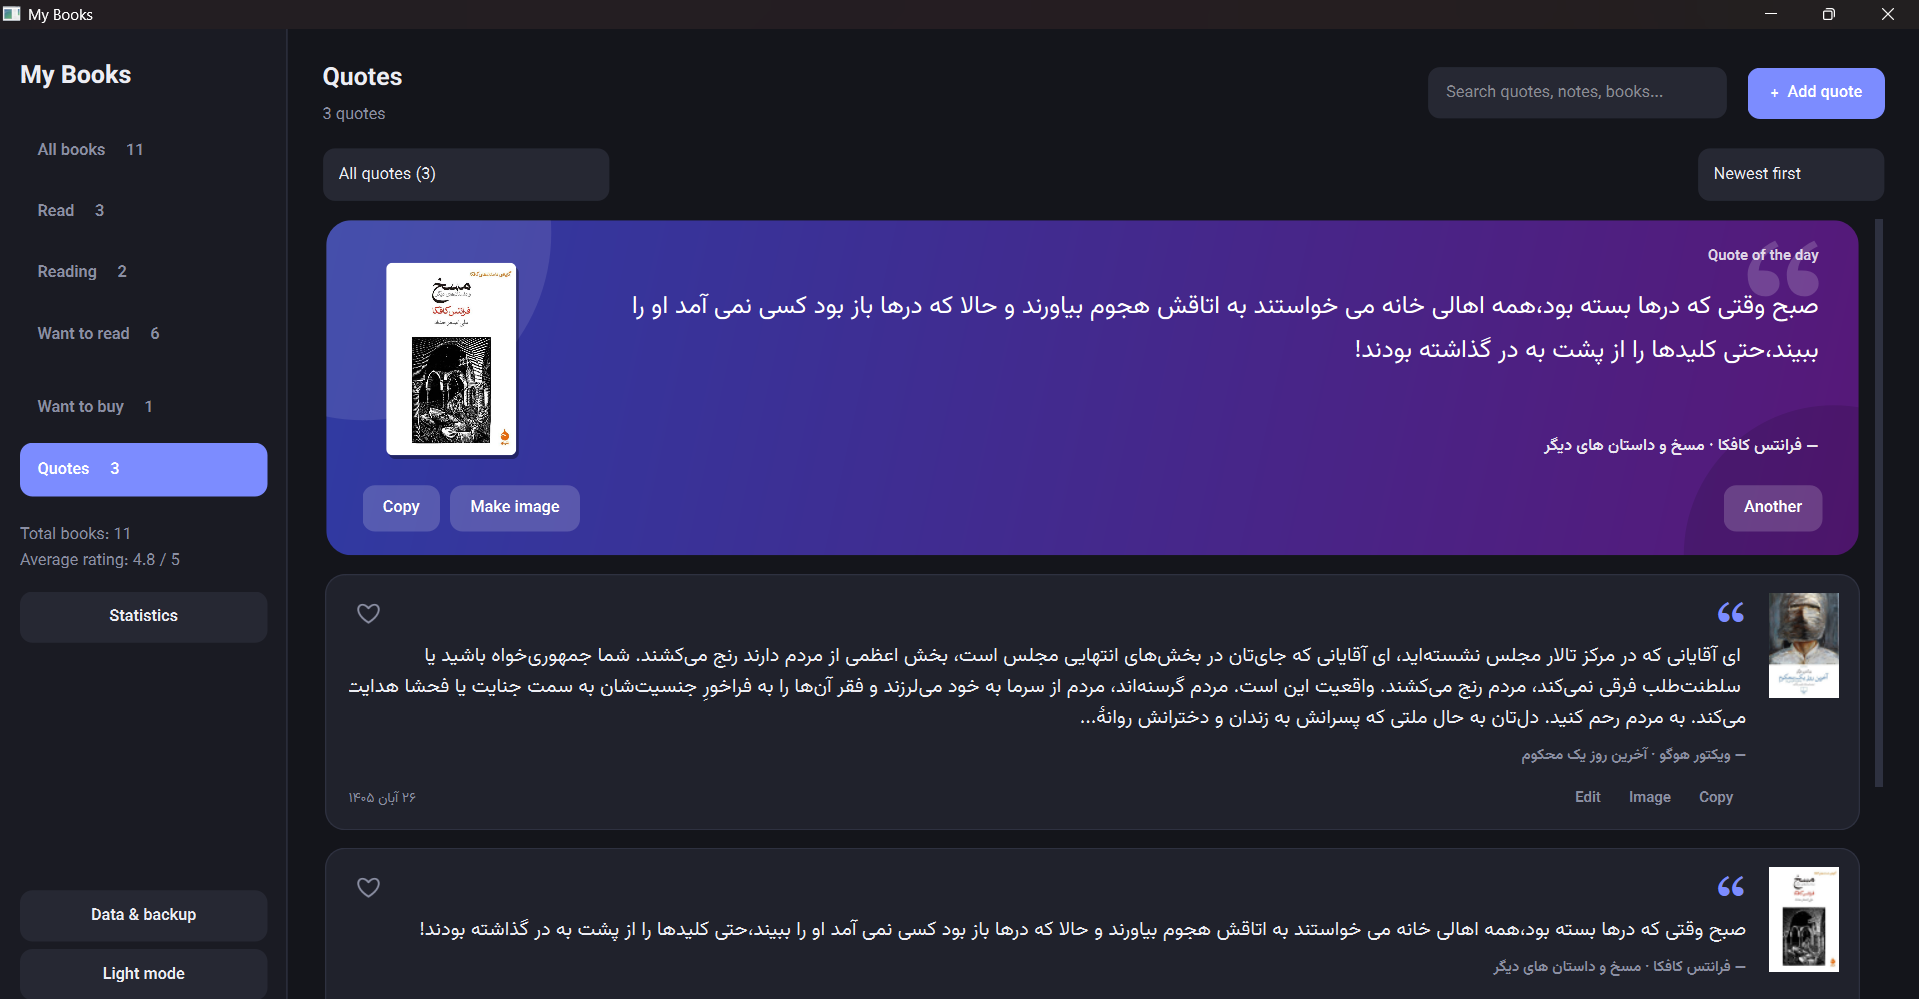 My Books
My Books
All books 11
Read 3
Reading 2
Want to read 6
Want to buy 1
Quotes 3
Total books: 11
Average rating: 4.8 / 5
Statistics
Data & backup
Light mode
Quotes
3 quotes
Search quotes, notes, books...
+ Add quote
All quotes (3)
Newest first
Quote of the day
صبح وقتی که درها بسته بود،همه اهالی خانه می خواستند به اتاقش هجوم بیاورند و حالا که درها باز بود کسی نمی آمد او را
ببیند،حتی کلیدها را از پشت به در گذاشته بودند!
— فرانتس کافکا · مسخ و داستان های دیگر
مسخ
و داستان‌های دیگر
فرانتس کافکا
Copy
Make image
Another
“
ای آقایانی که در مرکز تالار مجلس نشسته‌اید، ای آقایانی که جای‌تان در بخش‌های انتهایی مجلس است، بخش اعظمی از مردم دارند رنج می‌کشند. شما جمهوری‌خواه باشید یا
سلطنت‌طلب فرقی نمی‌کند، مردم رنج می‌کشند. واقعیت این است. مردم گرسنه‌اند، مردم از سرما به خود می‌لرزند و فقر آن‌ها را به فراخورِ جنسیت‌شان به سمت جنایت یا فحشا هدایت
می‌کند. به مردم رحم کنید. دل‌تان به حال ملتی که پسرانش به زندان و دخترانش روانهٔ...
— ویکتور هوگو · آخرین روز یک محکوم
آخرین روز یک محکوم
۲۶ آبان ۱۴۰۵
Edit
Image
Copy
“
صبح وقتی که درها بسته بود،همه اهالی خانه می خواستند به اتاقش هجوم بیاورند و حالا که درها باز بود کسی نمی آمد او را ببیند،حتی کلیدها را از پشت به در گذاشته بودند!
— فرانتس کافکا · مسخ و داستان های دیگر
مسخ